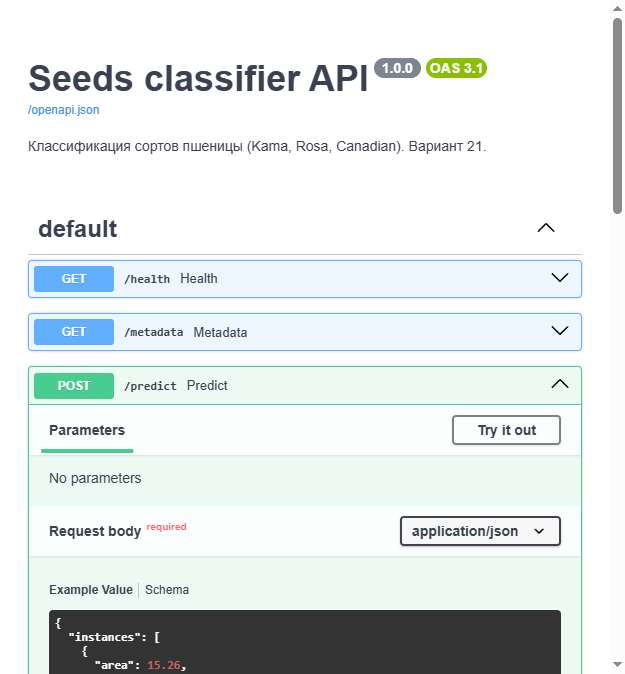 Seeds classifier API 1.0.0 OAS 3.1
/openapi.json
Классификация сортов пшеницы (Kama, Rosa, Canadian). Вариант 21.
default
GET /health Health
GET /metadata Metadata
POST /predict Predict
Parameters Try it out
No parameters
Request body required application/json
Example Value Schema
{
"instances": [
{
"area": 15.26,